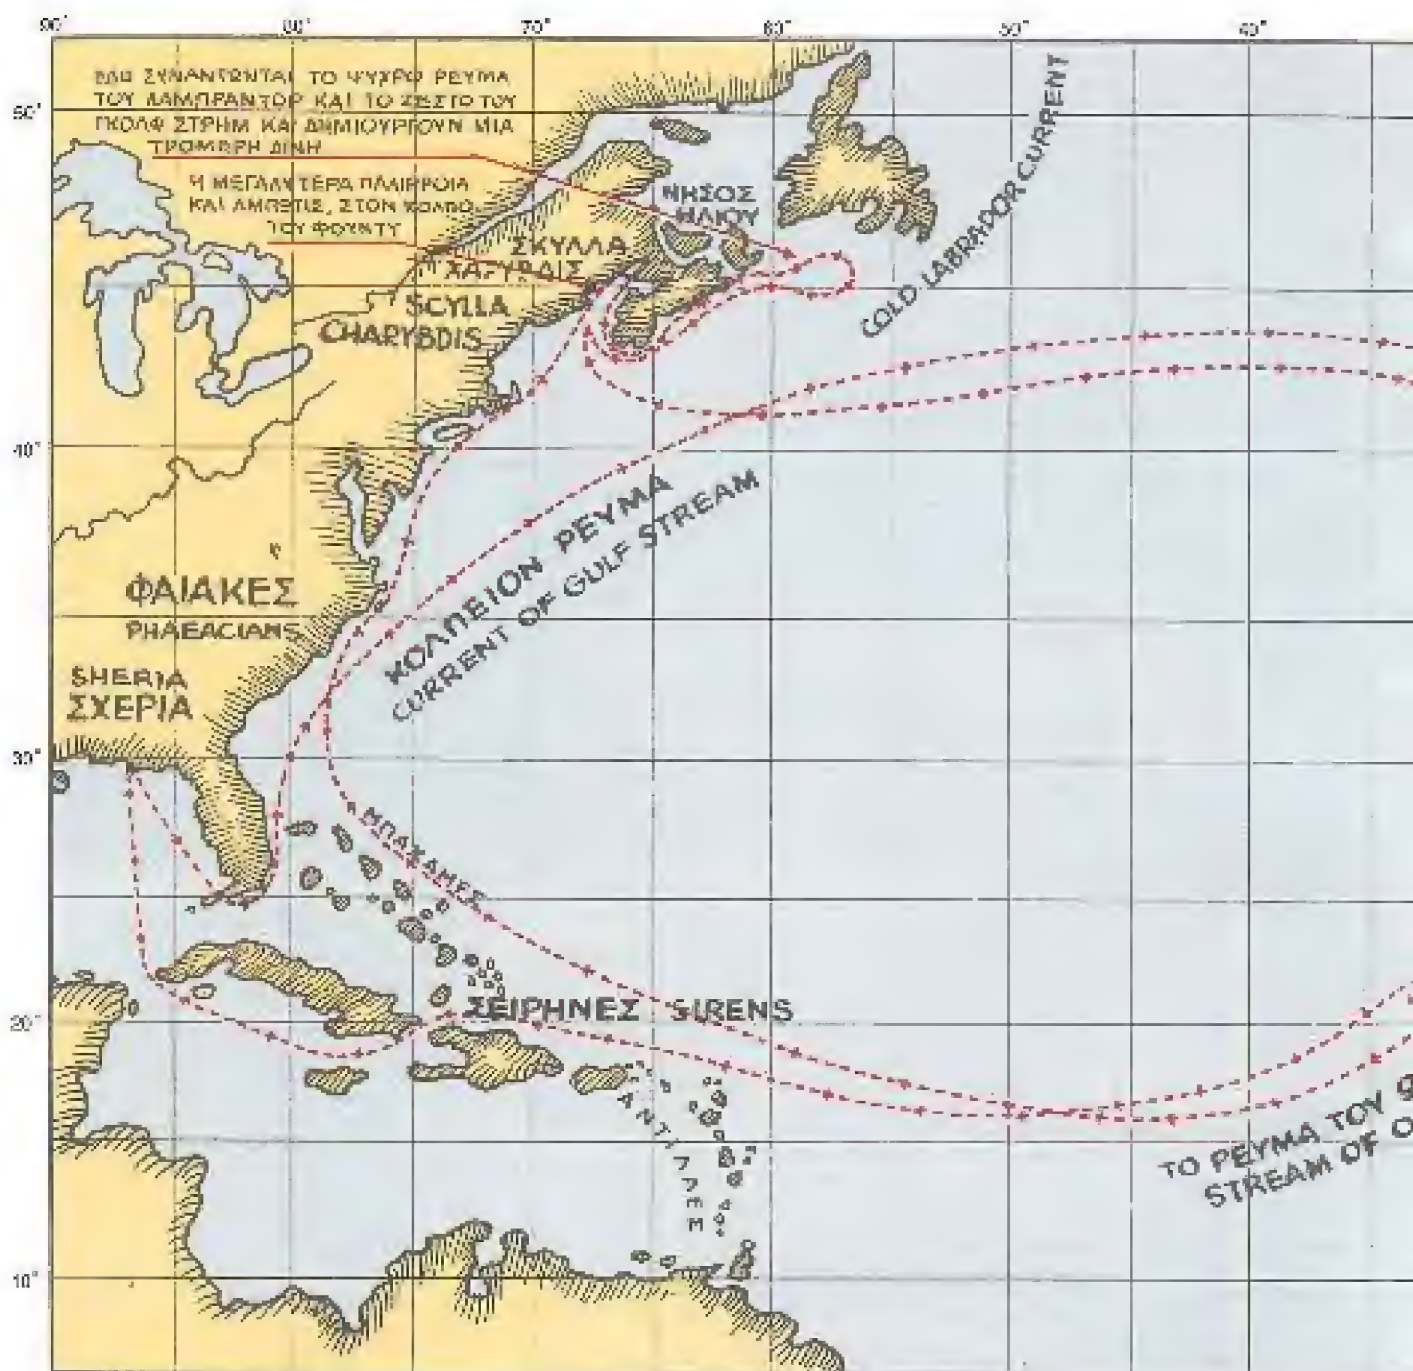 90° 80° 70° 60° 50° 40°
ΕΔΩ ΣΥΝΑΝΤΩΝΤΑΙ ΤΟ ΨΥΧΡΟ ΡΕΥΜΑ
ΤΟΥ ΛΑΜΠΡΑΝΤΟΡ ΚΑΙ ΤΟ ΖΕΣΤΟ ΤΟΥ
ΓΚΟΛΦ ΣΤΡΗΜ ΚΑΙ ΔΗΜΙΟΥΡΓΟΥΝ ΜΙΑ
ΤΡΟΜΕΡΗ ΔΙΝΗ
50°
Η ΜΕΓΑΛΥΤΕΡΑ ΠΛΗΜΡΡΟΙΑ
ΚΑΙ ΑΜΠΩΤΙΣ, ΣΤΟΝ ΚΟΛΠΟ
ΤΟΥ ΦΟΥΝΤΥ
ΝΗΣΟΣ
ΗΛΙΟΥ
COLD LABRADOR CURRENT
ΣΚΥΛΛΑ
ΧΑΡΥΒΔΙΣ
SCYLLA
CHARYBDIS
40°
ΚΟΛΠΕΙΟΝ ΡΕΥΜΑ
CURRENT OF GULF STREAM
ΦΑΙΑΚΕΣ
PHAEACIANS
SHERIA
ΣΧΕΡΙΑ
30°
ΜΠΑΧΑΜΕΣ
ΣΕΙΡΗΝΕΣ SIRENS
20°
ΑΝΤΙΛΛΕΣ
ΤΟ ΡΕΥΜΑ ΤΟΥ
STREAM OF O
10°